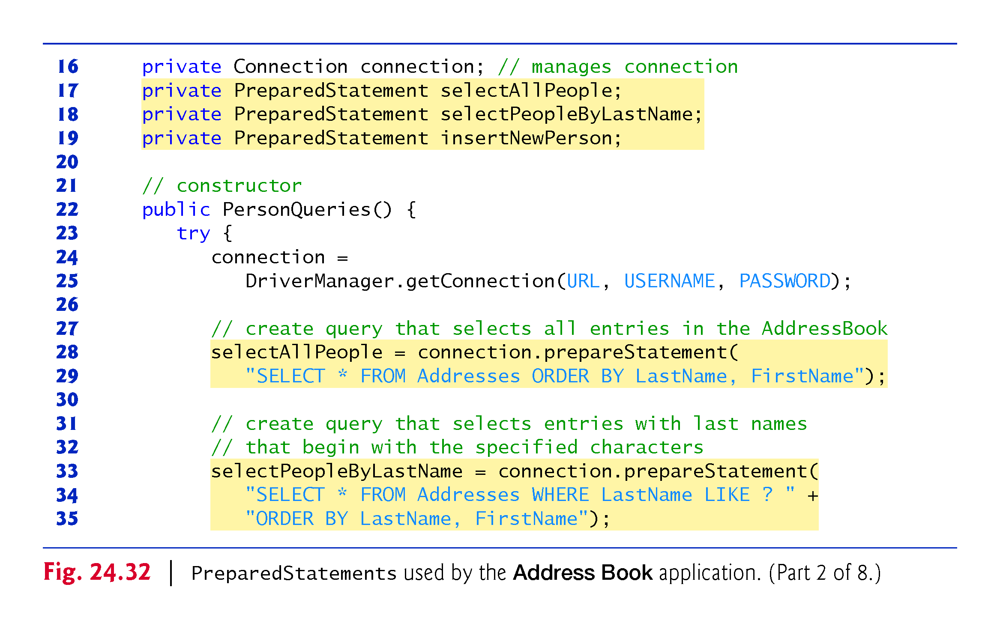 16 private Connection connection; // manages connection
17 private PreparedStatement selectAllPeople;
18 private PreparedStatement selectPeopleByLastName;
19 private PreparedStatement insertNewPerson;
20
21 // constructor
22 public PersonQueries() {
23 try {
24 connection =
25 DriverManager.getConnection(URL, USERNAME, PASSWORD);
26
27 // create query that selects all entries in the AddressBook
28 selectAllPeople = connection.prepareStatement(
29 "SELECT * FROM Addresses ORDER BY LastName, FirstName");
30
31 // create query that selects entries with last names
32 // that begin with the specified characters
33 selectPeopleByLastName = connection.prepareStatement(
34 "SELECT * FROM Addresses WHERE LastName LIKE ? " +
35 "ORDER BY LastName, FirstName");
Fig. 24.32 | PreparedStatements used by the Address Book application. (Part 2 of 8.)